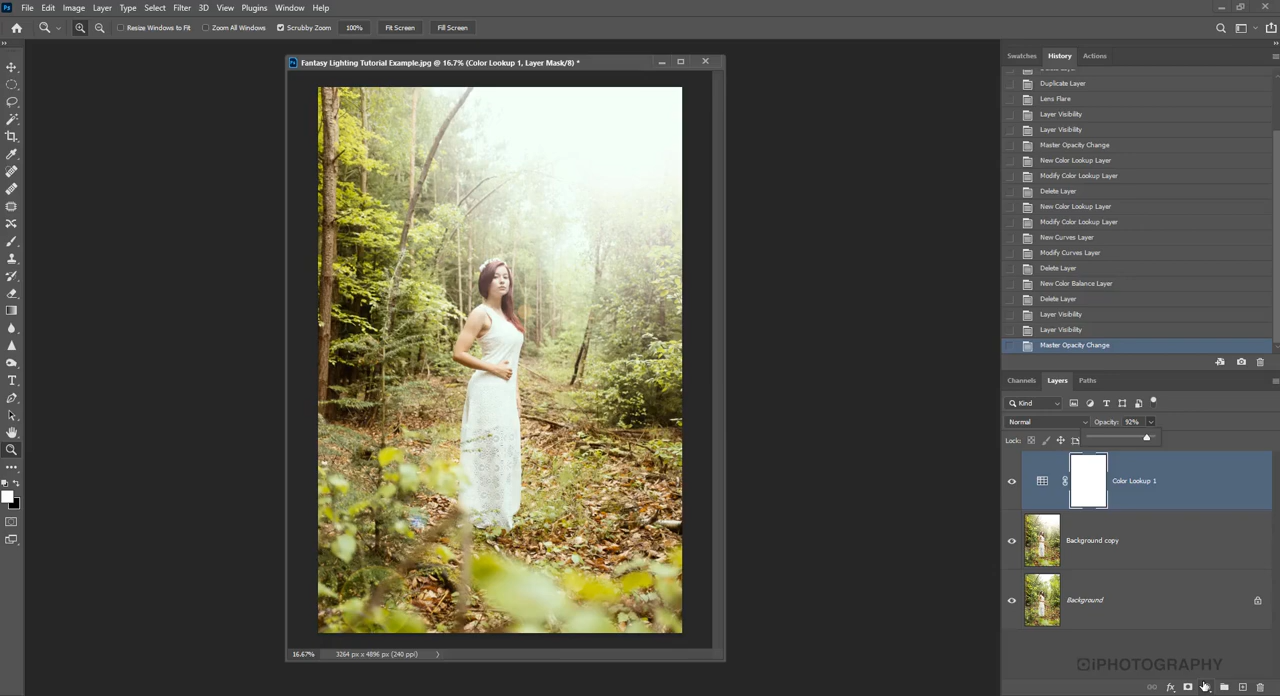 File Edit Image Layer Type Select Filter 3D View Plugins Window Help
Resize Windows to Fit Zoom All Windows Scrubby Zoom 100% Fit Screen Fill Screen
Fantasy Lighting Tutorial Example.jpg @ 16.7% (Color Lookup 1, Layer Mask/8) *
Swatches History Actions
Duplicate Layer
Lens Flare
Layer Visibility
Layer Visibility
Master Opacity Change
New Color Lookup Layer
Modify Color Lookup Layer
Delete Layer
New Color Lookup Layer
Modify Color Lookup Layer
New Curves Layer
Modify Curves Layer
Delete Layer
New Color Balance Layer
Delete Layer
Layer Visibility
Layer Visibility
Master Opacity Change
Channels Layers Paths
Kind
Normal Opacity: 92%
Lock:
Color Lookup 1
Background copy
Background
16.67% 3264 px x 4896 px (240 ppi)
iPHOTOGRAPHY